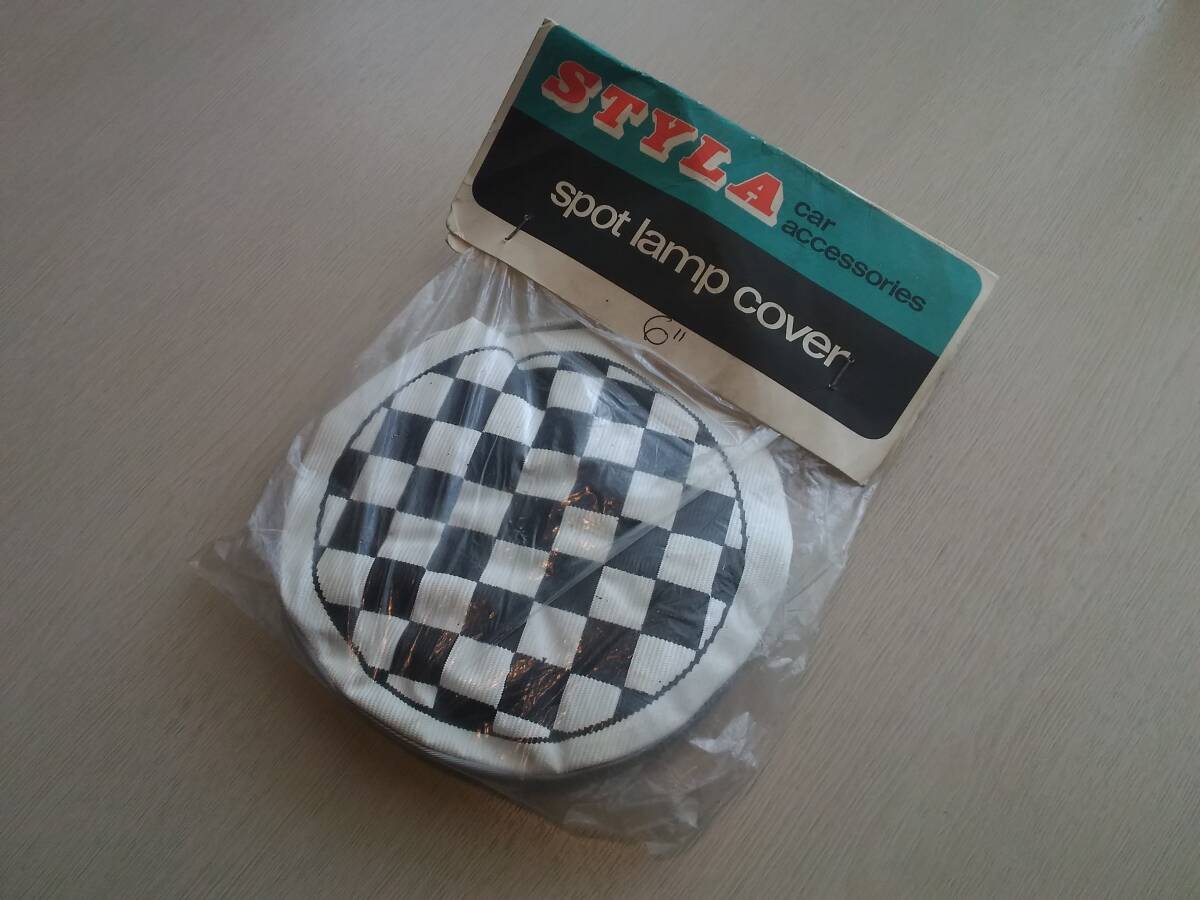 STYLA
car
accessories
spot lamp cover
6"